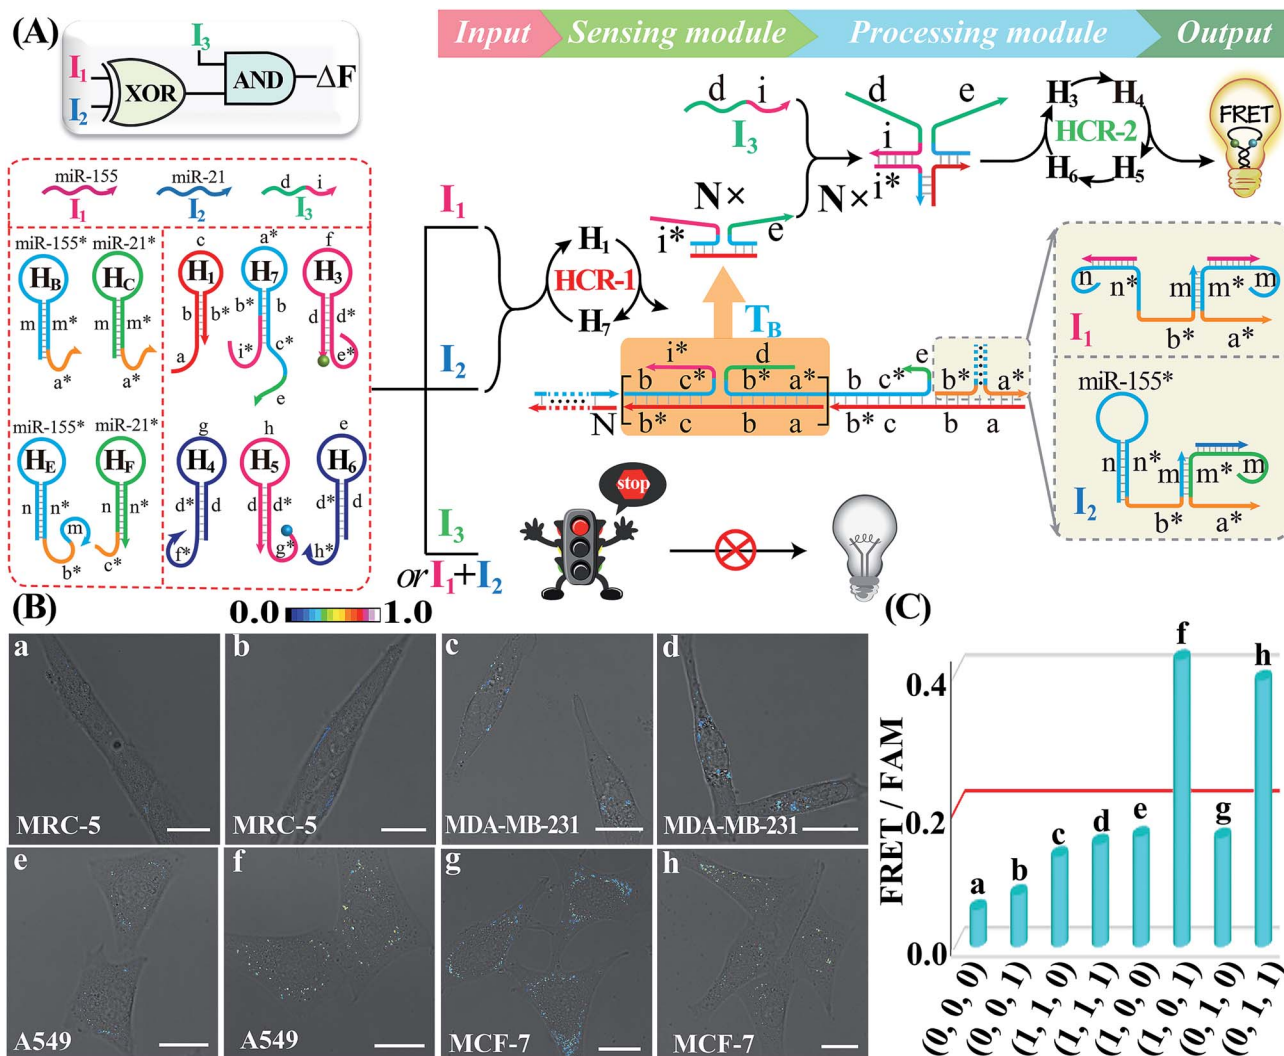 (A)
Input
Sensing module
Processing module
Output
I3
I1
I2
XOR
AND
ΔF
miR-155
I1
miR-21
I2
d i
I3
miR-155*
HB
m m*
a*
miR-21*
HC
m m*
a*
c
H1
b b*
a
a*
H7
b* b
i* c*
e
f
H3
d d*
e*
miR-155*
HE
n n*
m
b*
miR-21*
HF
n n*
c*
g
H4
d* d
f*
h
H5
d d*
g*
e
H6
d* d
h*
I1
I2
I3
or I1+I2
H1
HCR-1
H7
d i
I3
N×
i* e
N×
d e
i
i*
H3 H4
HCR-2
H6 H5
FRET
TB
i* d e
b c* b* a* b c* b* a*
N
b* c b a b* c b a
n n* m m* m
I1
b* a*
miR-155*
n n* m m* m
I2
b* a*
stop
(B)
0.0 1.0
a
MRC-5
b
MRC-5
c
MDA-MB-231
d
MDA-MB-231
e
A549
f
A549
g
MCF-7
h
MCF-7
(C)
FRET / FAM
0.4
0.2
0.0
a b c d e f g h
(0, 0, 0)
(0, 0, 1)
(1, 1, 0)
(1, 1, 1)
(1, 0, 0)
(1, 0, 1)
(0, 1, 0)
(0, 1, 1)